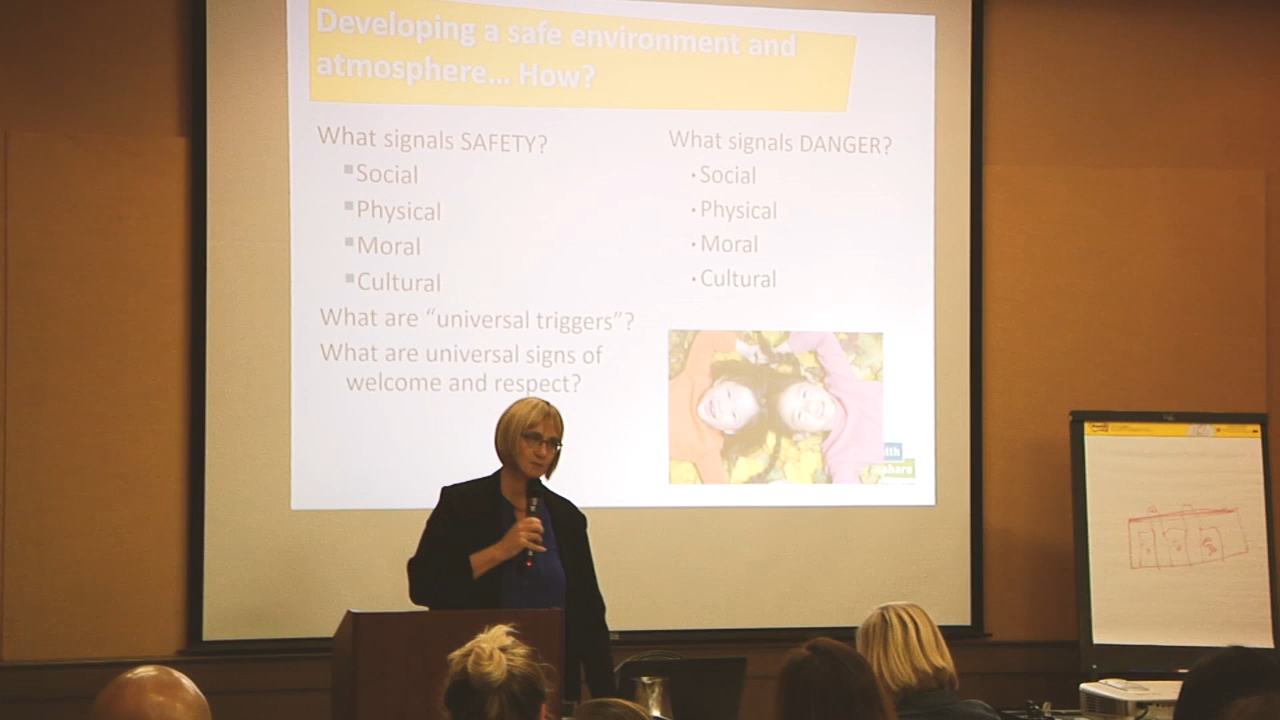 Developing a safe environment and
atmosphere... How?
What signals SAFETY?
Social
Physical
Moral
Cultural
What are “universal triggers”?
What are universal signs of
welcome and respect?
What signals DANGER?
Social
Physical
Moral
Cultural
share